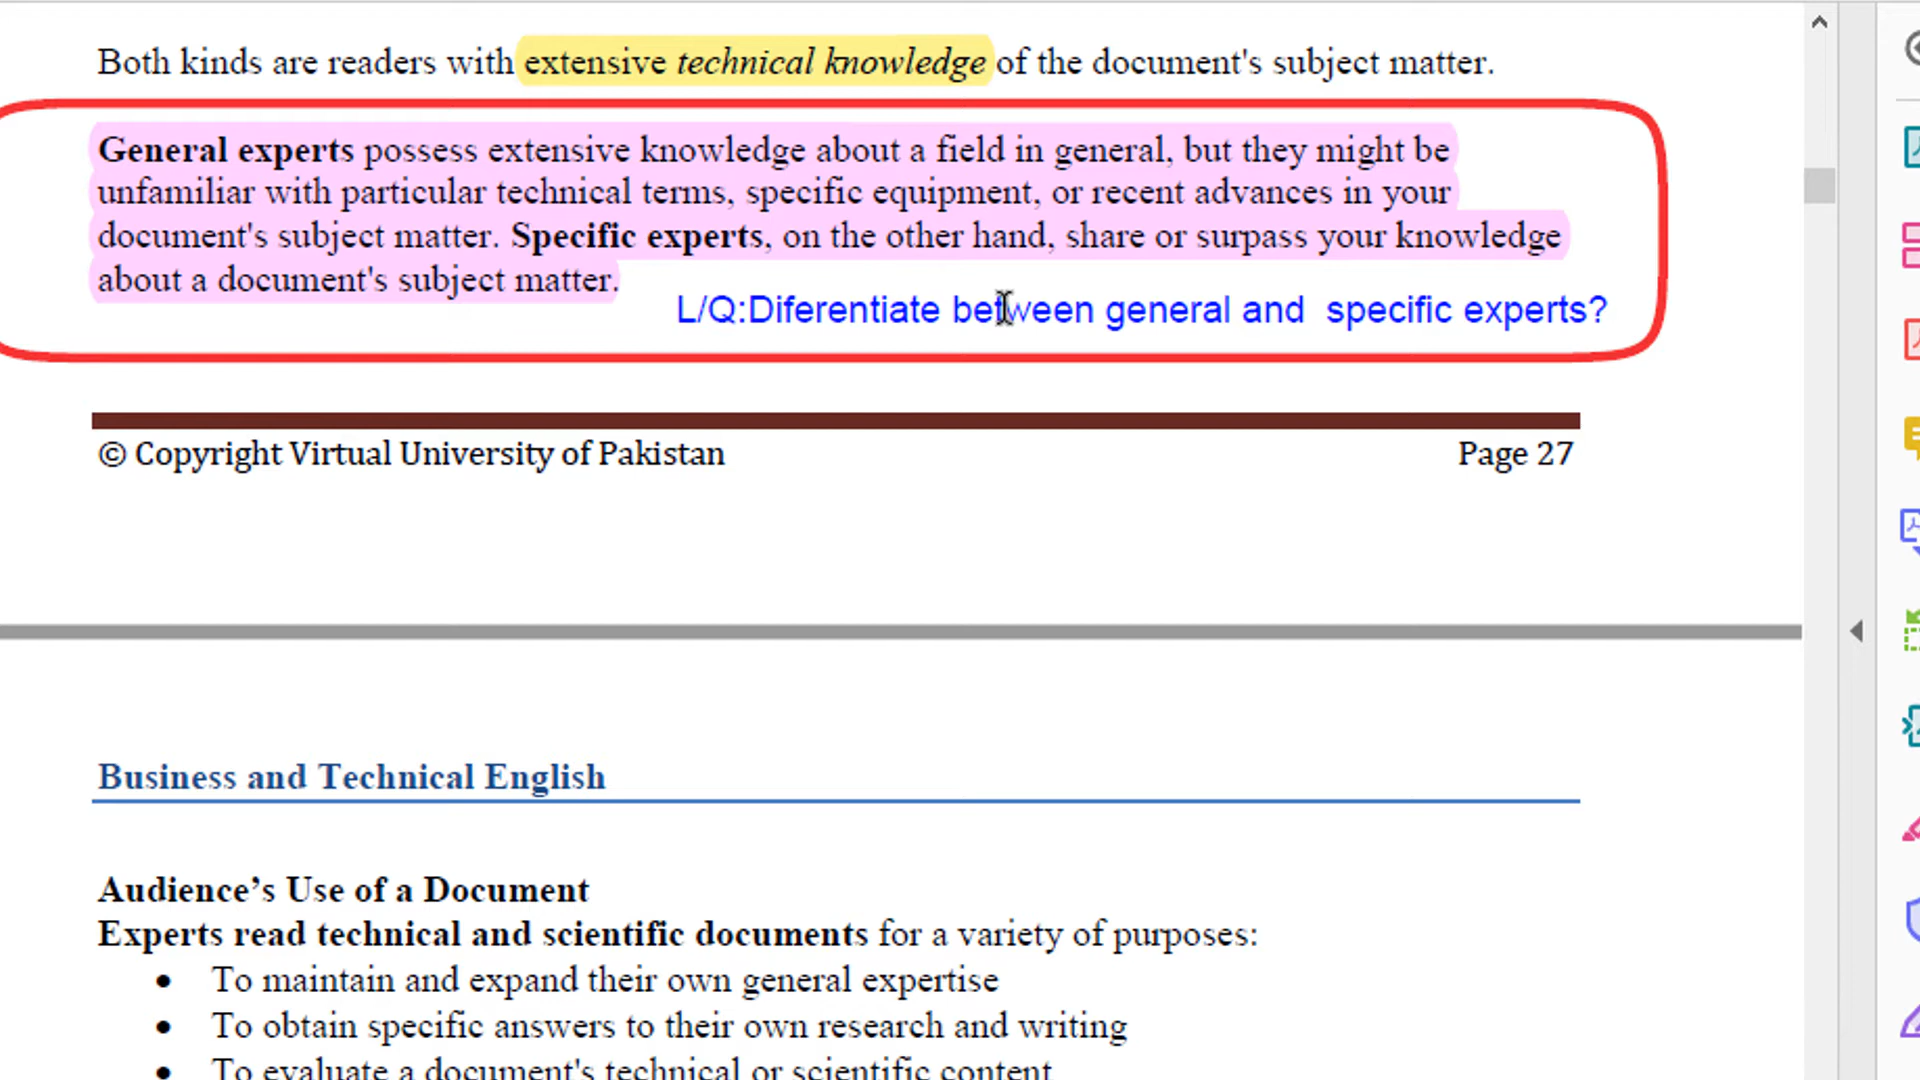 Both kinds are readers with extensive technical knowledge of the document's subject matter.
General experts possess extensive knowledge about a field in general, but they might be
unfamiliar with particular technical terms, specific equipment, or recent advances in your
document's subject matter. Specific experts, on the other hand, share or surpass your knowledge
about a document's subject matter.
L/Q:Diferentiate between general and  specific experts?
© Copyright Virtual University of Pakistan Page 27
Business and Technical English
Audience’s Use of a Document
Experts read technical and scientific documents for a variety of purposes:
• To maintain and expand their own general expertise
• To obtain specific answers to their own research and writing
• To evaluate a document's technical or scientific content